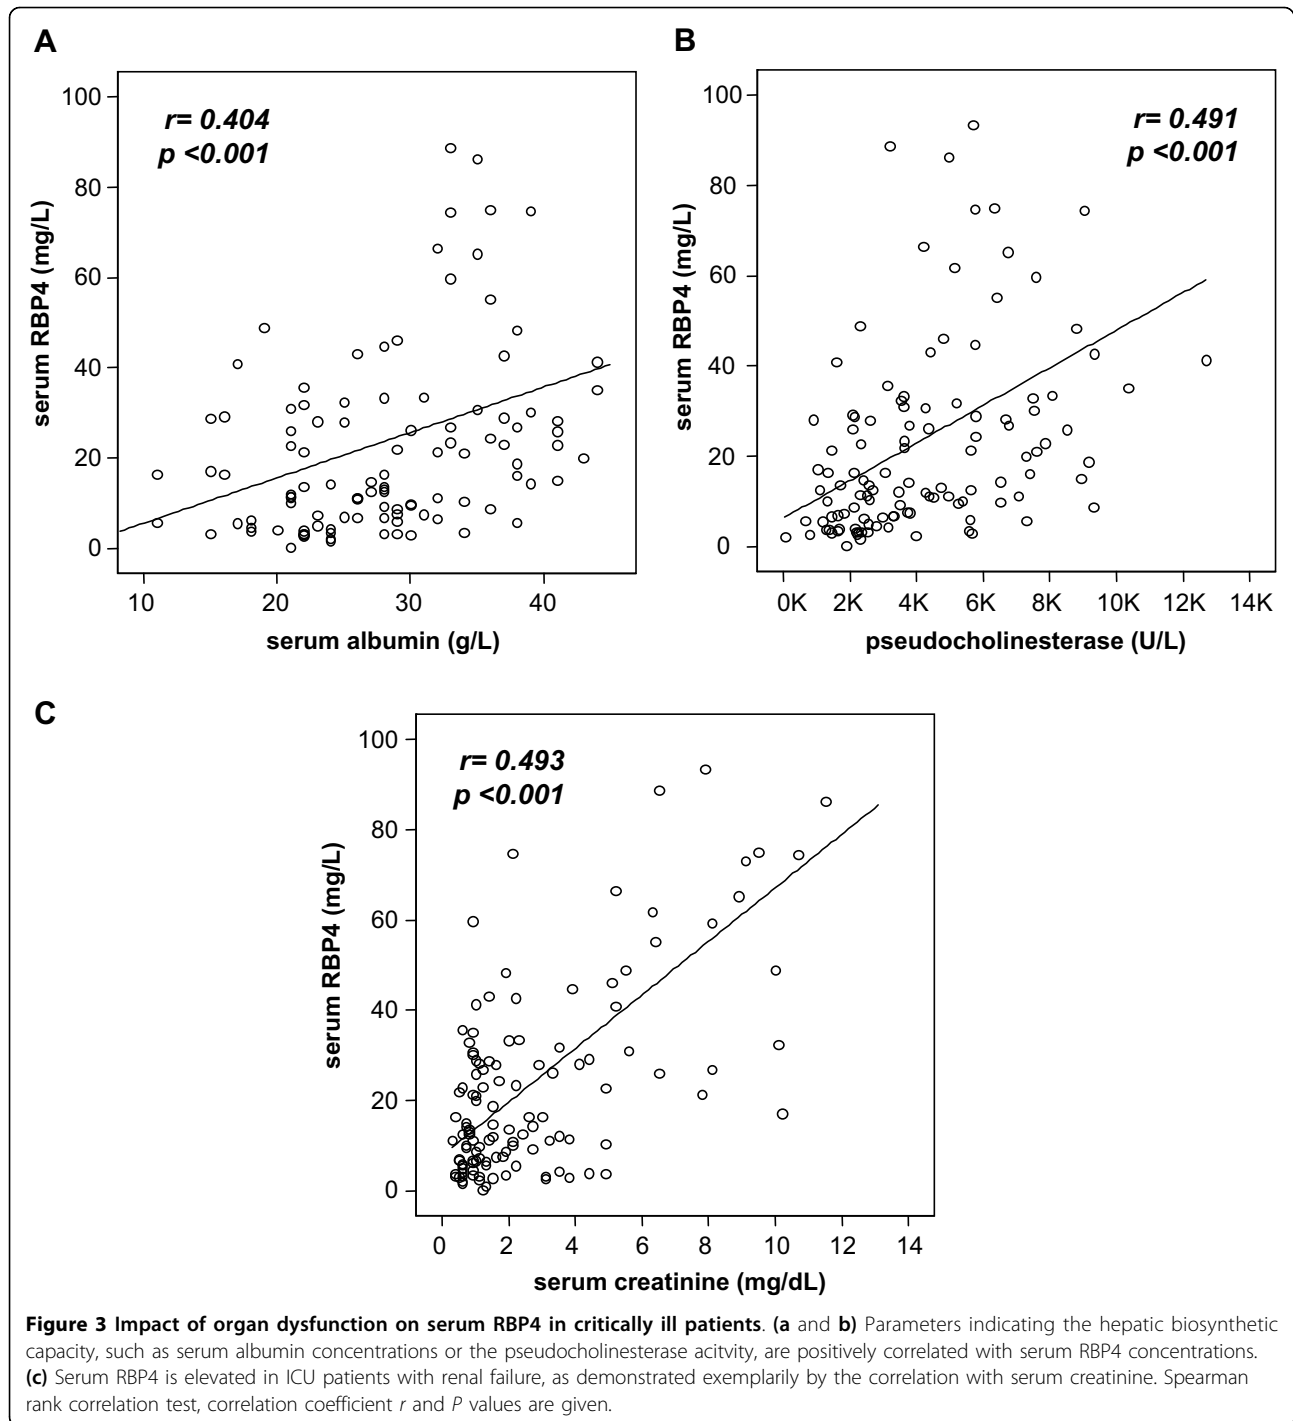 A
r= 0.404
p <0.001
100
80
60
40
20
0
serum RBP4 (mg/L)
10 20 30 40
serum albumin (g/L)
B
r= 0.491
p <0.001
100
80
60
40
20
0
serum RBP4 (mg/L)
0K 2K 4K 6K 8K 10K 12K 14K
pseudocholinesterase (U/L)
C
r= 0.493
p <0.001
100
80
60
40
20
0
serum RBP4 (mg/L)
0 2 4 6 8 10 12 14
serum creatinine (mg/dL)
Figure 3 Impact of organ dysfunction on serum RBP4 in critically ill patients. (a and b) Parameters indicating the hepatic biosynthetic
capacity, such as serum albumin concentrations or the pseudocholinesterase acitvity, are positively correlated with serum RBP4 concentrations.
(c) Serum RBP4 is elevated in ICU patients with renal failure, as demonstrated exemplarily by the correlation with serum creatinine. Spearman
rank correlation test, correlation coefficient r and P values are given.